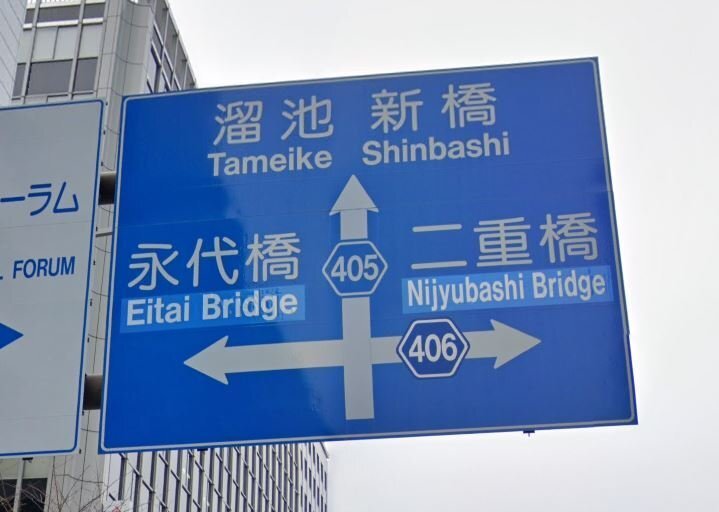 溜池 新橋
Tameike Shinbashi
永代橋
Eitai Bridge
405
二重橋
Nijyubashi Bridge
406
ーラム
FORUM